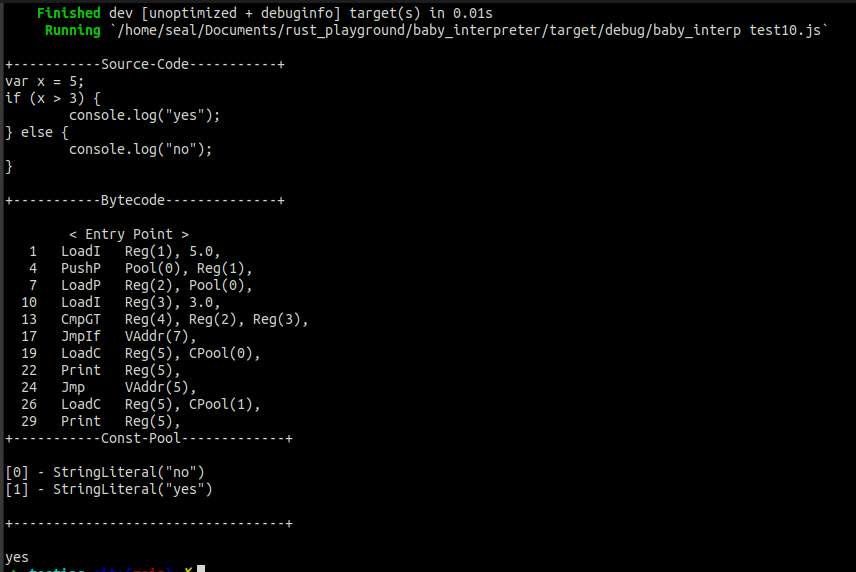 Finished dev [unoptimized + debuginfo] target(s) in 0.01s
Running `/home/seal/Documents/rust_playground/baby_interpreter/target/debug/baby_interp test10.js`
+-----------Source-Code-----------+
var x = 5;
if (x > 3) {
console.log("yes");
} else {
console.log("no");
}
+-----------Bytecode--------------+
< Entry Point >
1 LoadI Reg(1), 5.0,
4 PushP Pool(0), Reg(1),
7 LoadP Reg(2), Pool(0),
10 LoadI Reg(3), 3.0,
13 CmpGT Reg(4), Reg(2), Reg(3),
17 JmpIf VAddr(7),
19 LoadC Reg(5), CPool(0),
22 Print Reg(5),
24 Jmp VAddr(5),
26 LoadC Reg(5), CPool(1),
29 Print Reg(5),
+-----------Const-Pool-------------+
[0] - StringLiteral("no")
[1] - StringLiteral("yes")
+----------------------------------+
yes